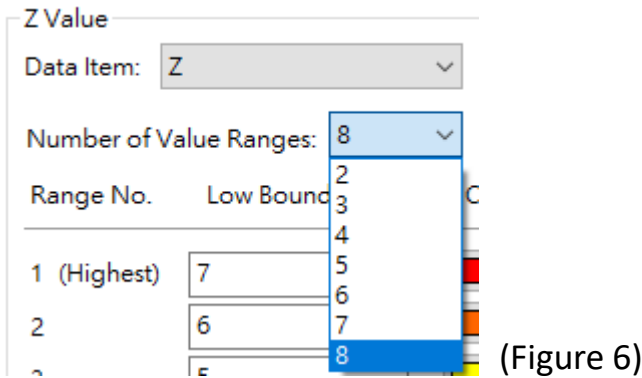 Z Value
Data Item: Z
Number of Value Ranges: 8
2
Range No. Low Bound
3
4
5
1 (Highest) 7
6
2 6
7
8
(Figure 6)